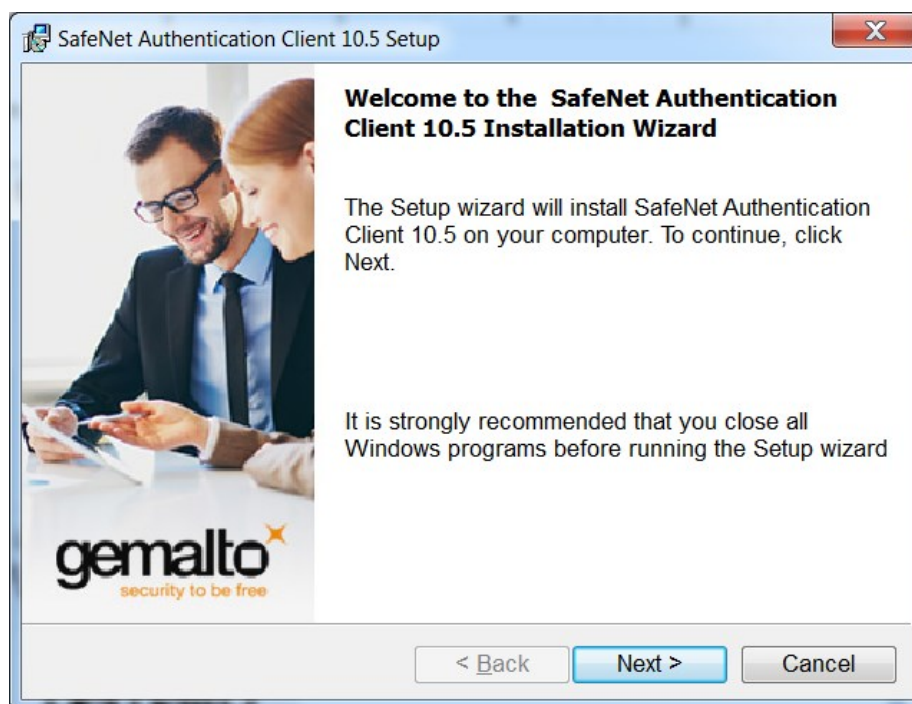 SafeNet Authentication Client 10.5 Setup
X
Welcome to the SafeNet Authentication
Client 10.5 Installation Wizard
The Setup wizard will install SafeNet Authentication
Client 10.5 on your computer. To continue, click
Next.
It is strongly recommended that you close all
Windows programs before running the Setup wizard
gemalto
security to be free
< Back
Next >
Cancel